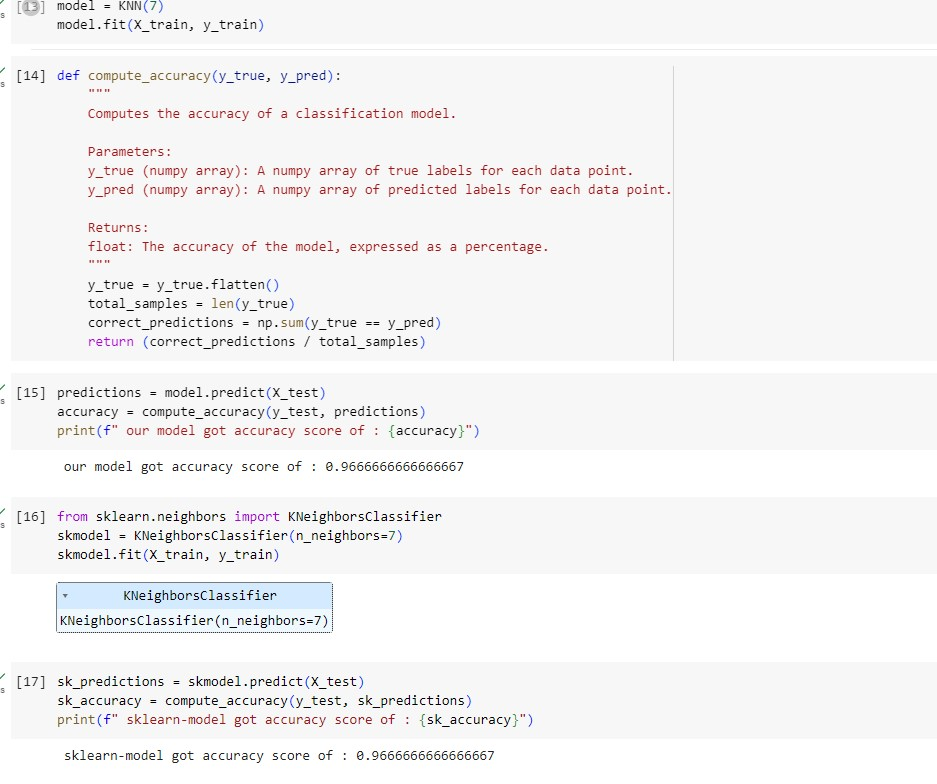 [13] model = KNN(7)
model.fit(X_train, y_train)
[14] def compute_accuracy(y_true, y_pred):
"""
Computes the accuracy of a classification model.
Parameters:
y_true (numpy array): A numpy array of true labels for each data point.
y_pred (numpy array): A numpy array of predicted labels for each data point.
Returns:
float: The accuracy of the model, expressed as a percentage.
"""
y_true = y_true.flatten()
total_samples = len(y_true)
correct_predictions = np.sum(y_true == y_pred)
return (correct_predictions / total_samples)
[15] predictions = model.predict(X_test)
accuracy = compute_accuracy(y_test, predictions)
print(f" our model got accuracy score of : {accuracy}")
our model got accuracy score of : 0.9666666666666667
[16] from sklearn.neighbors import KNeighborsClassifier
skmodel = KNeighborsClassifier(n_neighbors=7)
skmodel.fit(X_train, y_train)
KNeighborsClassifier
KNeighborsClassifier(n_neighbors=7)
[17] sk_predictions = skmodel.predict(X_test)
sk_accuracy = compute_accuracy(y_test, sk_predictions)
print(f" sklearn-model got accuracy score of : {sk_accuracy}")
sklearn-model got accuracy score of : 0.9666666666666667